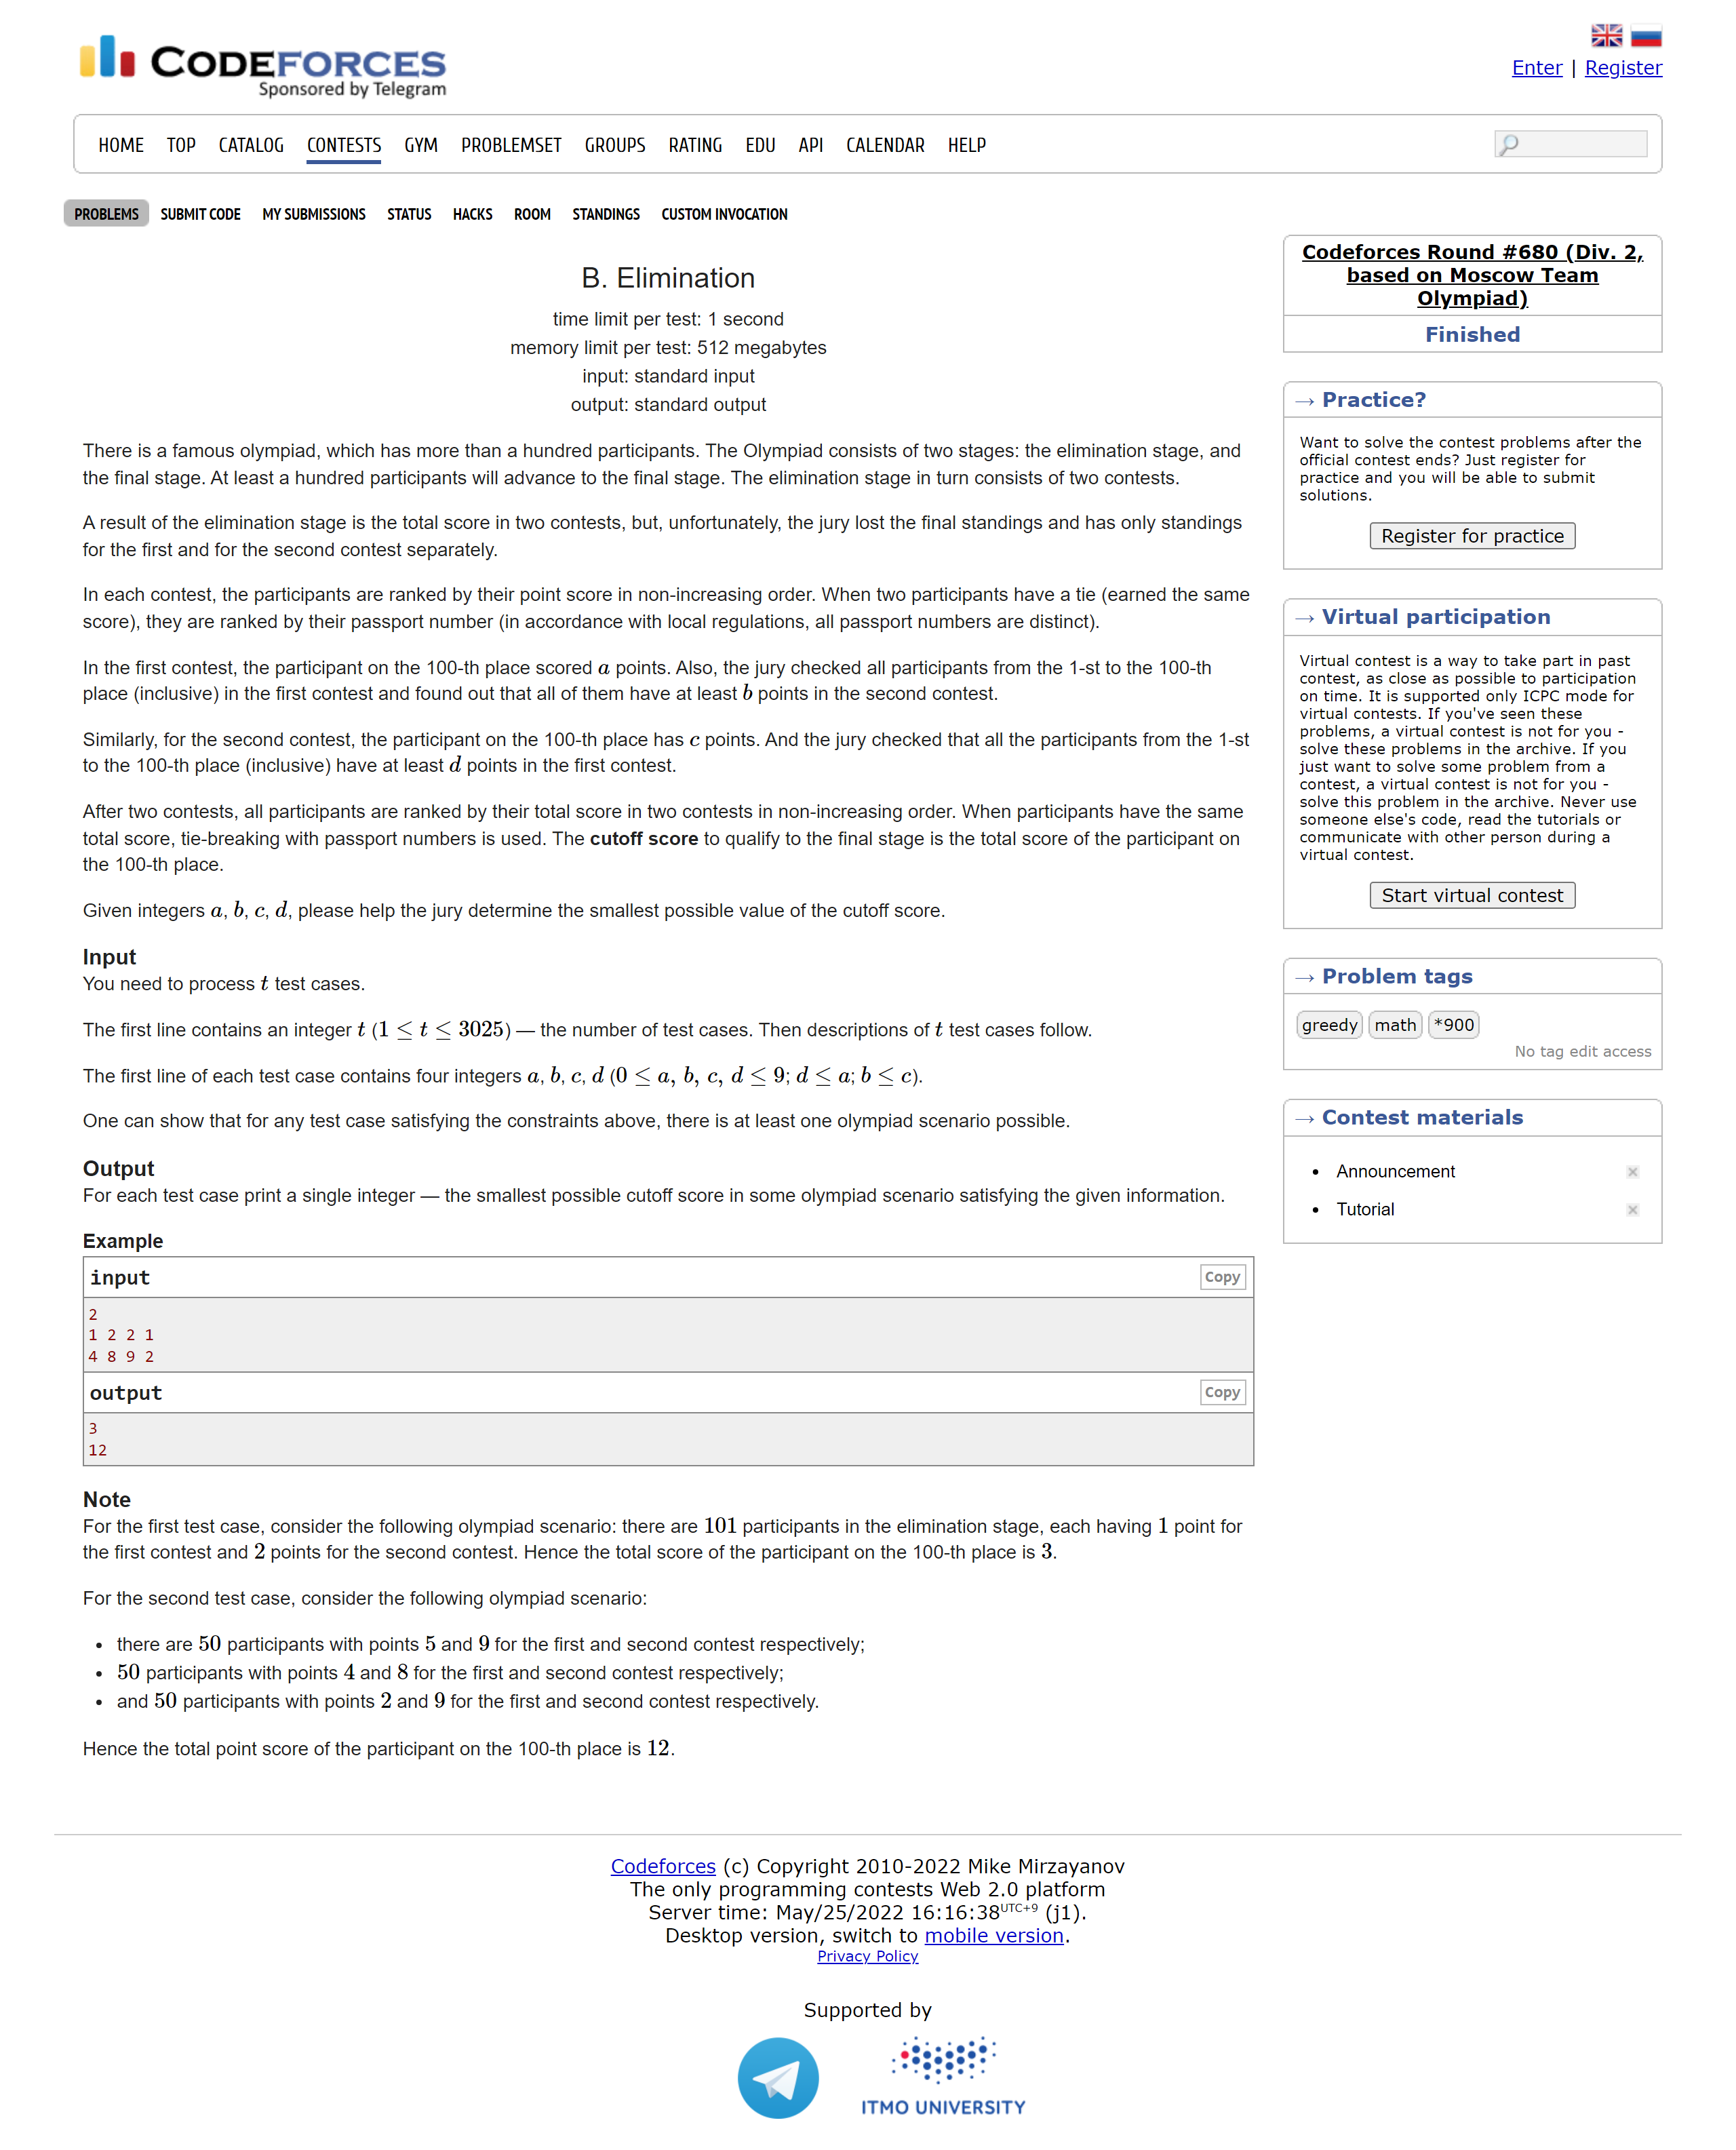 CODEFORCES
Sponsored by Telegram
Enter | Register
HOME TOP CATALOG CONTESTS GYM PROBLEMSET GROUPS RATING EDU API CALENDAR HELP
PROBLEMS SUBMIT CODE MY SUBMISSIONS STATUS HACKS ROOM STANDINGS CUSTOM INVOCATION
B. Elimination
time limit per test: 1 second
memory limit per test: 512 megabytes
input: standard input
output: standard output
There is a famous olympiad, which has more than a hundred participants. The Olympiad consists of two stages: the elimination stage, and
the final stage. At least a hundred participants will advance to the final stage. The elimination stage in turn consists of two contests.
A result of the elimination stage is the total score in two contests, but, unfortunately, the jury lost the final standings and has only standings
for the first and for the second contest separately.
In each contest, the participants are ranked by their point score in non-increasing order. When two participants have a tie (earned the same
score), they are ranked by their passport number (in accordance with local regulations, all passport numbers are distinct).
In the first contest, the participant on the 100-th place scored a points. Also, the jury checked all participants from the 1-st to the 100-th
place (inclusive) in the first contest and found out that all of them have at least b points in the second contest.
Similarly, for the second contest, the participant on the 100-th place has c points. And the jury checked that all the participants from the 1-st
to the 100-th place (inclusive) have at least d points in the first contest.
After two contests, all participants are ranked by their total score in two contests in non-increasing order. When participants have the same
total score, tie-breaking with passport numbers is used. The cutoff score to qualify to the final stage is the total score of the participant on
the 100-th place.
Given integers a, b, c, d, please help the jury determine the smallest possible value of the cutoff score.
Input
You need to process t test cases.
The first line contains an integer t (1 ≤ t ≤ 3025) — the number of test cases. Then descriptions of t test cases follow.
The first line of each test case contains four integers a, b, c, d (0 ≤ a, b, c, d ≤ 9; d ≤ a; b ≤ c).
One can show that for any test case satisfying the constraints above, there is at least one olympiad scenario possible.
Output
For each test case print a single integer — the smallest possible cutoff score in some olympiad scenario satisfying the given information.
Example
input
Copy
2
1 2 2 1
4 8 9 2
output
Copy
3
12
Note
For the first test case, consider the following olympiad scenario: there are 101 participants in the elimination stage, each having 1 point for
the first contest and 2 points for the second contest. Hence the total score of the participant on the 100-th place is 3.
For the second test case, consider the following olympiad scenario:
• there are 50 participants with points 5 and 9 for the first and second contest respectively;
• 50 participants with points 4 and 8 for the first and second contest respectively;
• and 50 participants with points 2 and 9 for the first and second contest respectively.
Hence the total point score of the participant on the 100-th place is 12.
Codeforces Round #680 (Div. 2,
based on Moscow Team
Olympiad)
Finished
→ Practice?
Want to solve the contest problems after the
official contest ends? Just register for
practice and you will be able to submit
solutions.
Register for practice
→ Virtual participation
Virtual contest is a way to take part in past
contest, as close as possible to participation
on time. It is supported only ICPC mode for
virtual contests. If you've seen these
problems, a virtual contest is not for you -
solve these problems in the archive. If you
just want to solve some problem from a
contest, a virtual contest is not for you -
solve this problem in the archive. Never use
someone else's code, read the tutorials or
communicate with other person during a
virtual contest.
Start virtual contest
→ Problem tags
greedy math *900
No tag edit access
→ Contest materials
• Announcement
• Tutorial
Codeforces (c) Copyright 2010-2022 Mike Mirzayanov
The only programming contests Web 2.0 platform
Server time: May/25/2022 16:16:38UTC+9 (j1).
Desktop version, switch to mobile version.
Privacy Policy
Supported by
ITMO UNIVERSITY